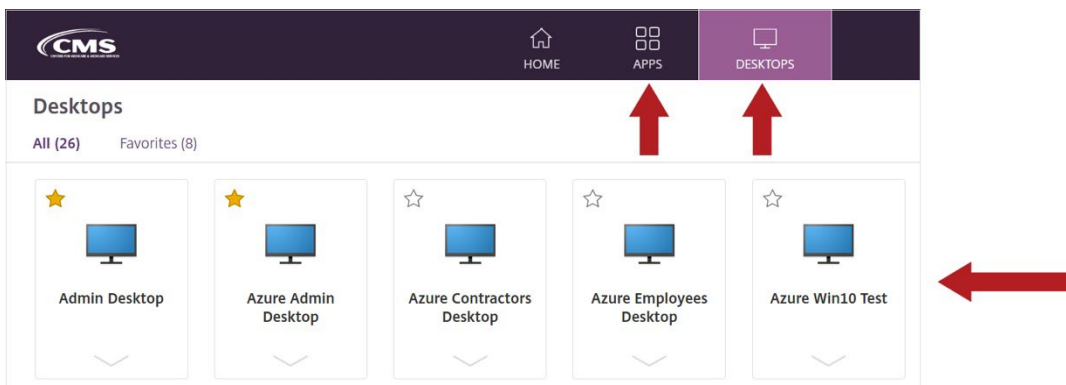 CMS
HOME
APPS
DESKTOPS
Desktops
All (26)
Favorites (8)
Admin Desktop
Azure Admin
Desktop
Azure Contractors
Desktop
Azure Employees
Desktop
Azure Win10 Test